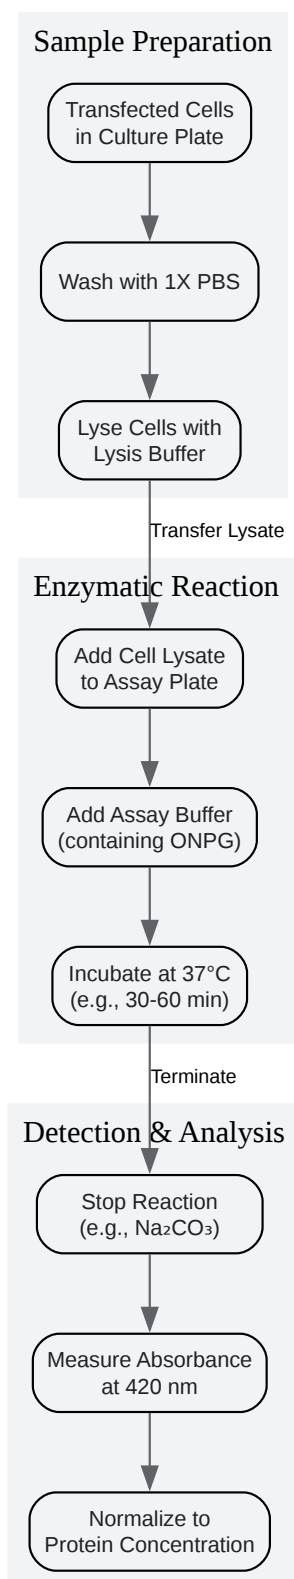 Sample Preparation
Transfected Cells
in Culture Plate
Wash with 1X PBS
Lyse Cells with
Lysis Buffer
Transfer Lysate
Enzymatic Reaction
Add Cell Lysate
to Assay Plate
Add Assay Buffer
(containing ONPG)
Incubate at 37°C
(e.g., 30-60 min)
Terminate
Detection & Analysis
Stop Reaction
(e.g., Na₂CO₃)
Measure Absorbance
at 420 nm
Normalize to
Protein Concentration